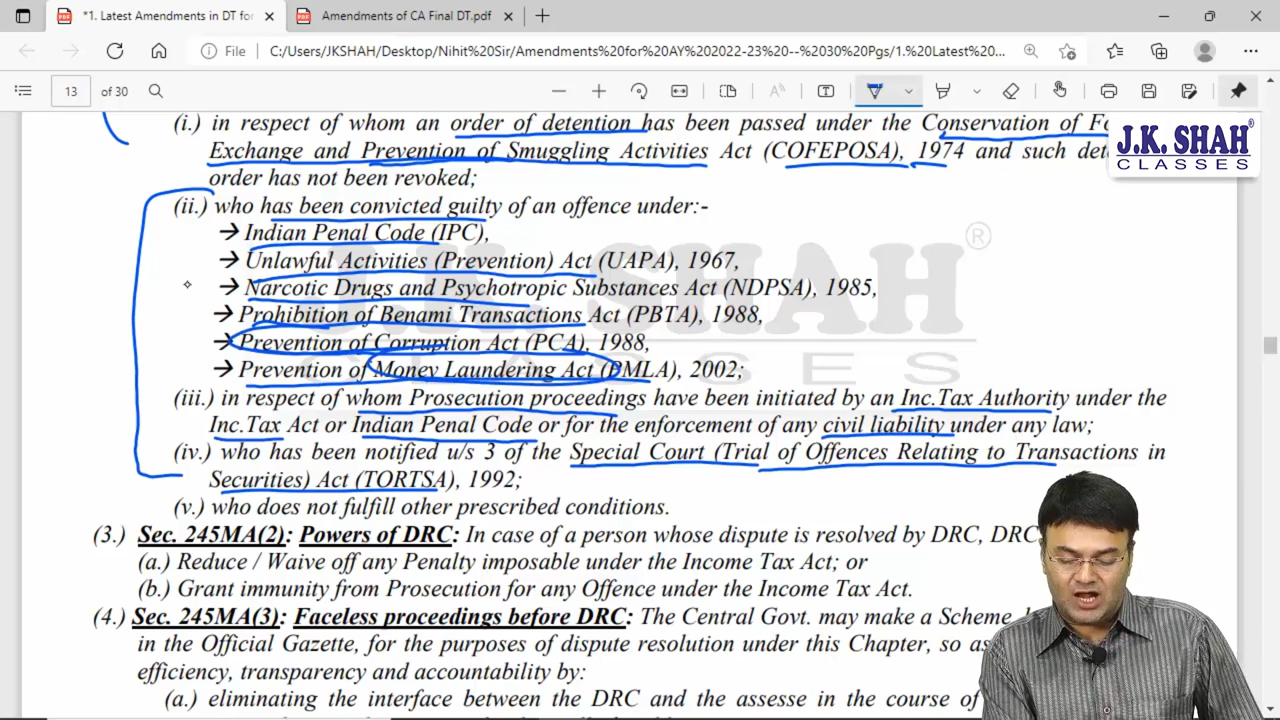 *1. Latest Amendments in DT for
Amendments of CA Final DT.pdf
File
C:/Users/JKSHAH/Desktop/Nihit%20Sir/Amendments%20for%20AY%202022-23%20--%2030%20Pgs/1.%20Latest%20...
13 of 30
J.K. SHAH®
CLASSES
(i.) in respect of whom an order of detention has been passed under the Conservation of Fo
Exchange and Prevention of Smuggling Activities Act (COFEPOSA), 1974 and such det
order has not been revoked;
(ii.) who has been convicted guilty of an offence under:-
→ Indian Penal Code (IPC),
→ Unlawful Activities (Prevention) Act (UAPA), 1967,
→ Narcotic Drugs and Psychotropic Substances Act (NDPSA), 1985,
→ Prohibition of Benami Transactions Act (PBTA), 1988,
→ Prevention of Corruption Act (PCA), 1988,
→ Prevention of Money Laundering Act (PMLA), 2002;
J.K. SHAH®
CLASSES
(iii.) in respect of whom Prosecution proceedings have been initiated by an Inc.Tax Authority under the
Inc.Tax Act or Indian Penal Code or for the enforcement of any civil liability under any law;
(iv.) who has been notified u/s 3 of the Special Court (Trial of Offences Relating to Transactions in
Securities) Act (TORTSA), 1992;
(v.) who does not fulfill other prescribed conditions.
(3.) Sec. 245MA(2): Powers of DRC: In case of a person whose dispute is resolved by DRC, DRC
(a.) Reduce / Waive off any Penalty imposable under the Income Tax Act; or
(b.) Grant immunity from Prosecution for any Offence under the Income Tax Act.
(4.) Sec. 245MA(3): Faceless proceedings before DRC: The Central Govt. may make a Scheme,
in the Official Gazette, for the purposes of dispute resolution under this Chapter, so as
efficiency, transparency and accountability by:
(a.) eliminating the interface between the DRC and the assesse in the course of